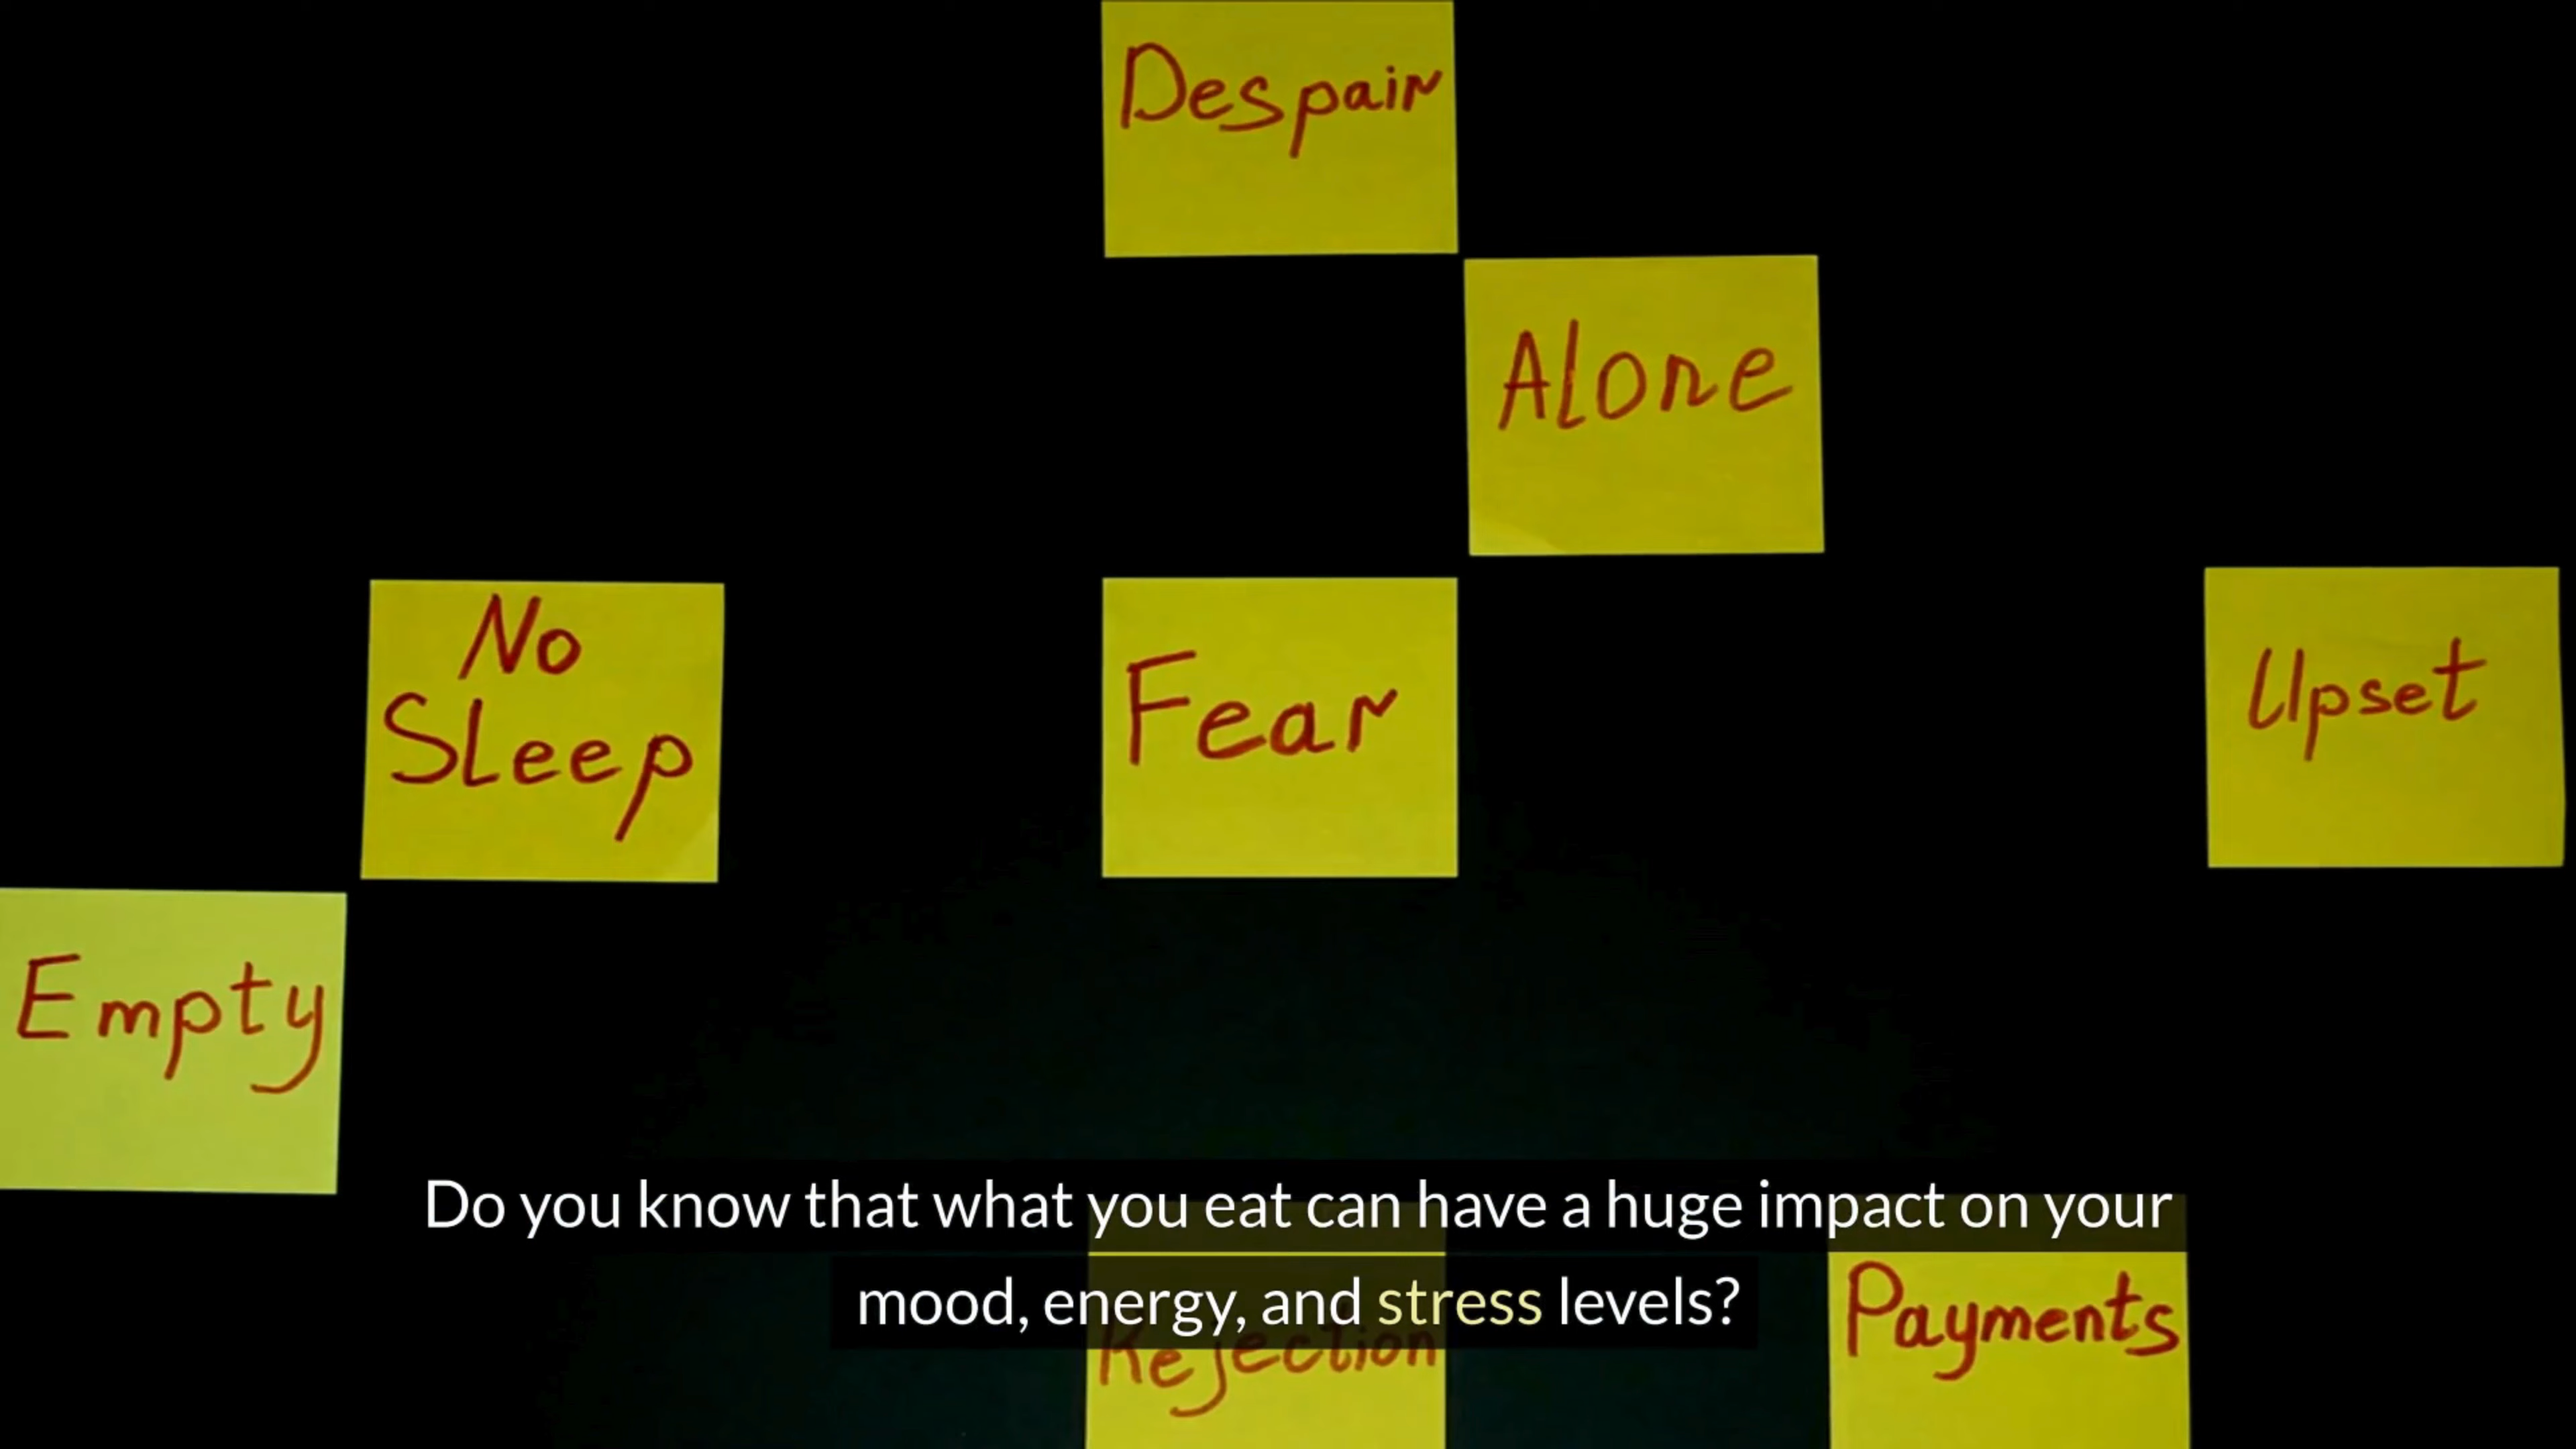 Despair
Alone
No
Sleep
Fear
Upset
Empty
Do you know that what you eat can have a huge impact on your
mood, energy, and stress levels?
Rejection
Payments